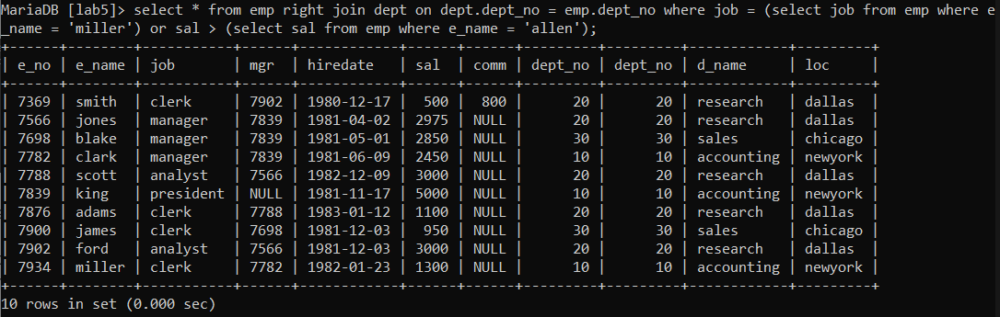 MariaDB [lab5]> select * from emp right join dept on dept.dept_no = emp.dept_no where job = (select job from emp where e
_name = 'miller') or sal > (select sal from emp where e_name = 'allen');
+------+--------+-----------+------+------------+------+------+---------+---------+------------+---------+
| e_no | e_name | job       | mgr  | hiredate   | sal  | comm | dept_no | dept_no | d_name     | loc     |
+------+--------+-----------+------+------------+------+------+---------+---------+------------+---------+
| 7369 | smith  | clerk     | 7902 | 1980-12-17 |  500 |  800 |      20 |      20 | research   | dallas  |
| 7566 | jones  | manager   | 7839 | 1981-04-02 | 2975 | NULL |      20 |      20 | research   | dallas  |
| 7698 | blake  | manager   | 7839 | 1981-05-01 | 2850 | NULL |      30 |      30 | sales      | chicago |
| 7782 | clark  | manager   | 7839 | 1981-06-09 | 2450 | NULL |      10 |      10 | accounting | newyork |
| 7788 | scott  | analyst   | 7566 | 1982-12-09 | 3000 | NULL |      20 |      20 | research   | dallas  |
| 7839 | king   | president | NULL | 1981-11-17 | 5000 | NULL |      10 |      10 | accounting | newyork |
| 7876 | adams  | clerk     | 7788 | 1983-01-12 | 1100 | NULL |      20 |      20 | research   | dallas  |
| 7900 | james  | clerk     | 7698 | 1981-12-03 |  950 | NULL |      30 |      30 | sales      | chicago |
| 7902 | ford   | analyst   | 7566 | 1981-12-03 | 3000 | NULL |      20 |      20 | research   | dallas  |
| 7934 | miller | clerk     | 7782 | 1982-01-23 | 1300 | NULL |      10 |      10 | accounting | newyork |
+------+--------+-----------+------+------------+------+------+---------+---------+------------+---------+
10 rows in set (0.000 sec)